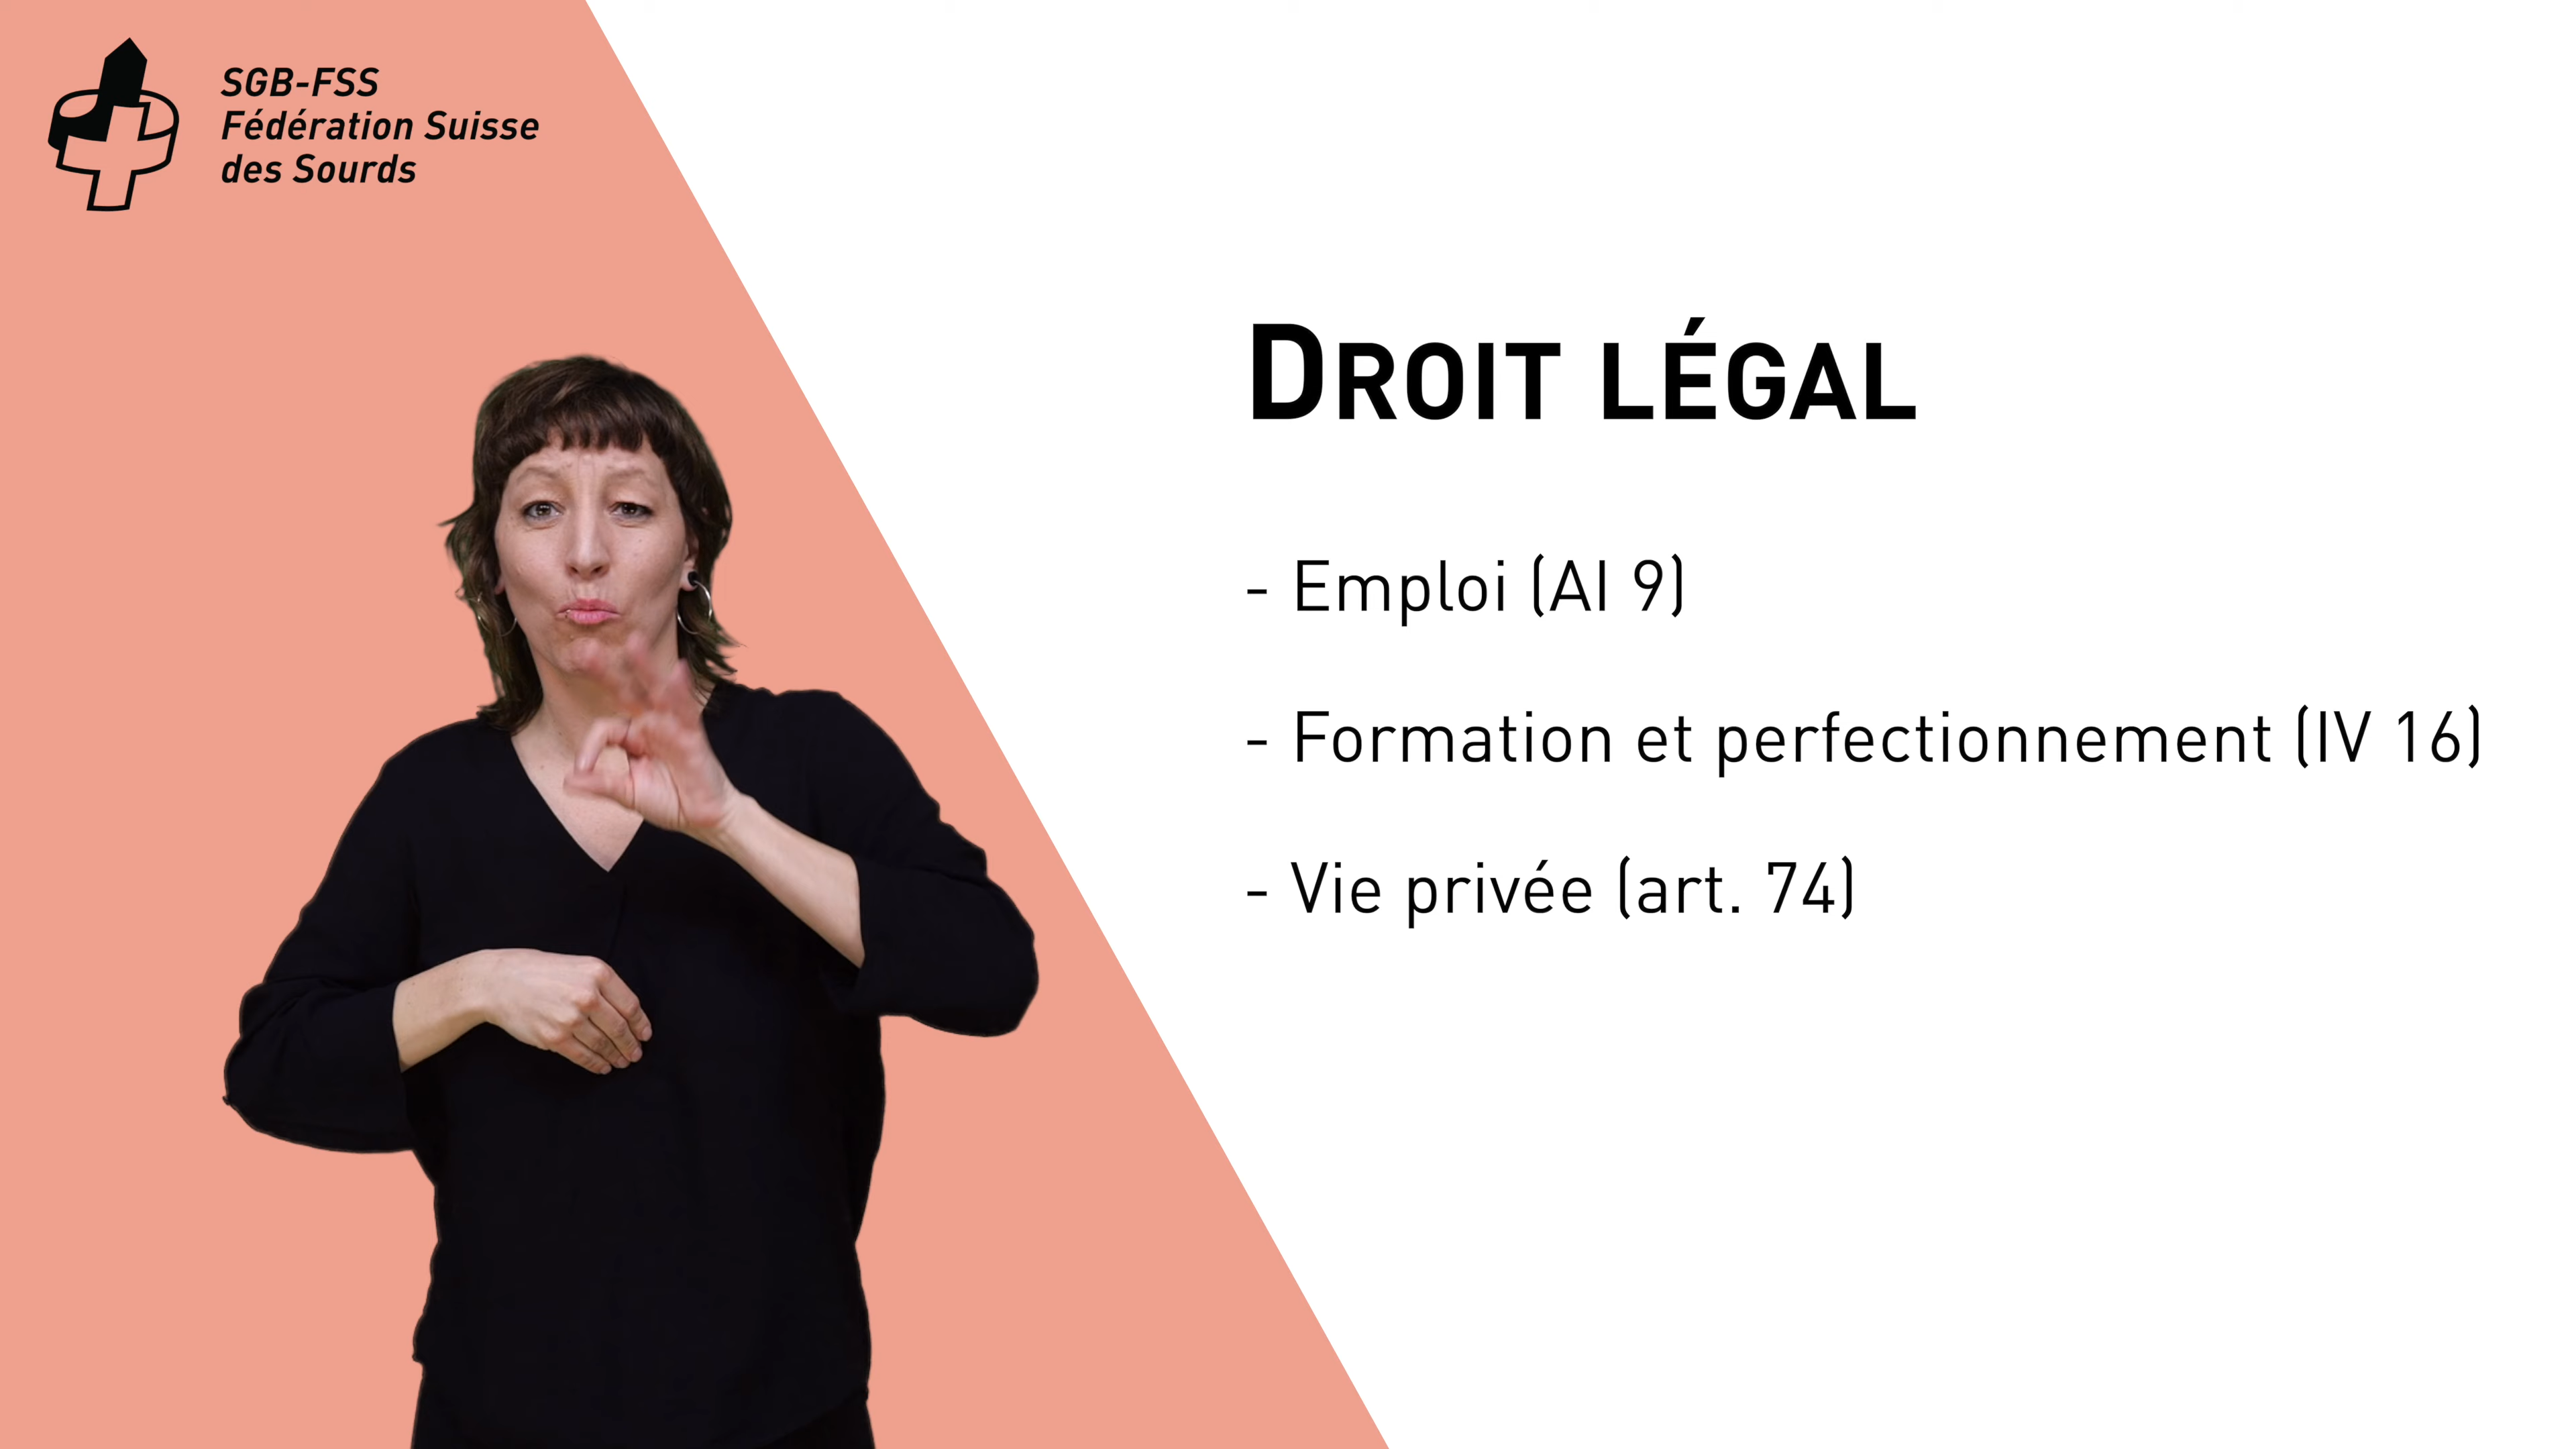 SGB-FSS
Fédération Suisse
des Sourds
DROIT LÉGAL
- Emploi (AI 9)
- Formation et perfectionnement (IV 16)
- Vie privée (art. 74)